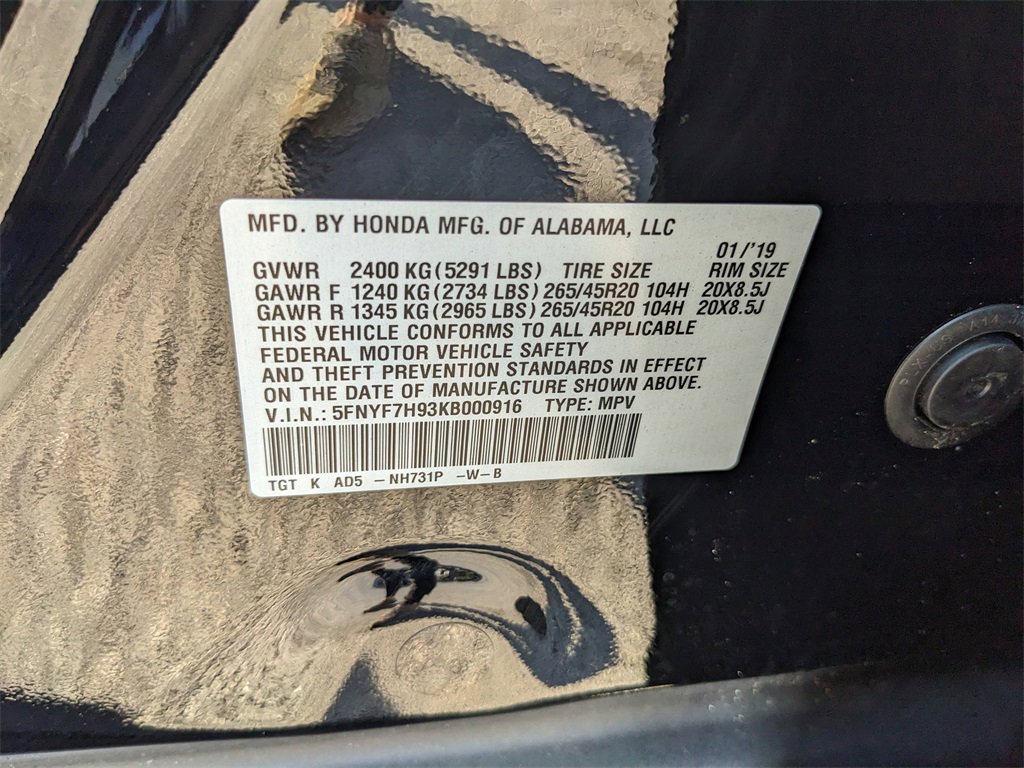 MFD. BY HONDA MFG. OF ALABAMA, LLC
01/'19
GVWR 2400 KG(5291 LBS) TIRE SIZE RIM SIZE
GAWR F 1240 KG(2734 LBS) 265/45R20 104H 20X8.5J
GAWR R 1345 KG(2965 LBS) 265/45R20 104H 20X8.5J
THIS VEHICLE CONFORMS TO ALL APPLICABLE
FEDERAL MOTOR VEHICLE SAFETY
AND THEFT PREVENTION STANDARDS IN EFFECT
ON THE DATE OF MANUFACTURE SHOWN ABOVE.
V.I.N.: 5FNYF7H93KB000916 TYPE: MPV
TGT K AD5 -NH731P -W-B